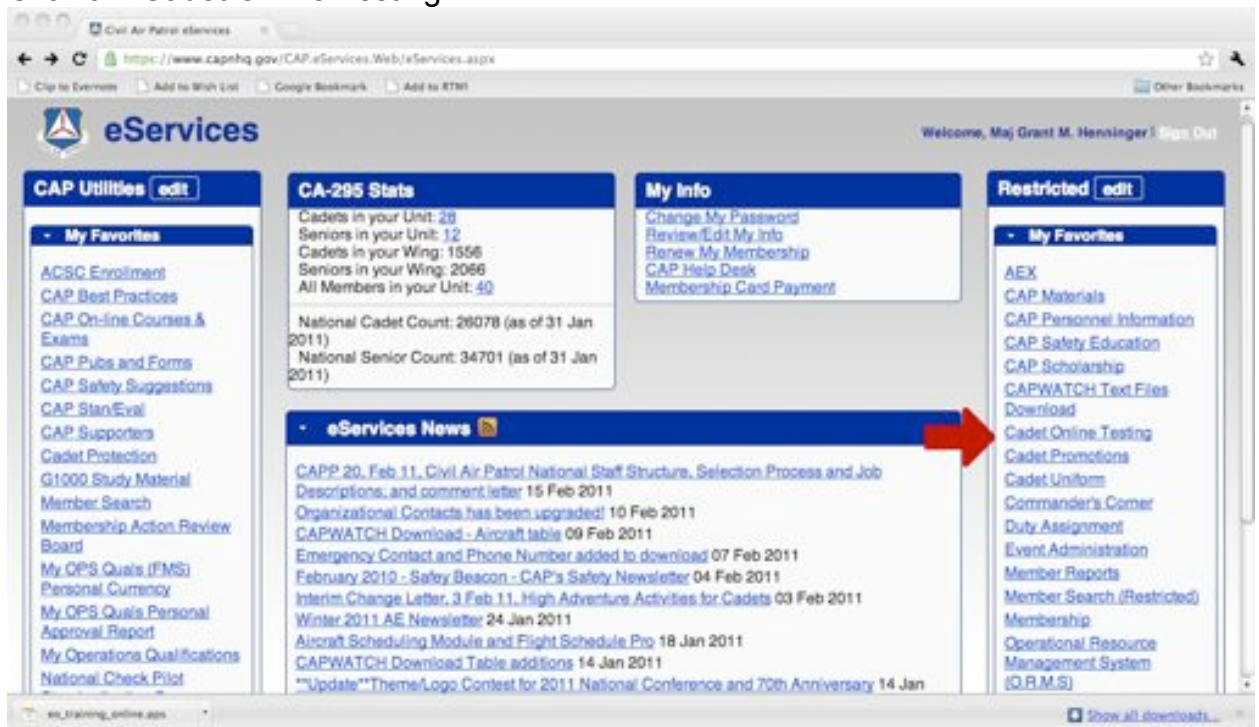 Civil Air Patrol eServices
https://www.capnhq.gov/CAP.eServices.Web/eServices.aspx
Clip to Evernote Add to Wish List Google Bookmark Add to RTM Other Bookmarks
eServices
Welcome, Maj Grant M. Henninger! Sign Out
CAP Utilities edit
My Favorites
ACSC Enrollment
CAP Best Practices
CAP On-line Courses &
Exams
CAP Pubs and Forms
CAP Safety Suggestions
CAP Stan/Eval
CAP Supporters
Cadet Protection
G1000 Study Material
Member Search
Membership Action Review
Board
My OPS Quals (FMS)
Personal Currency
My OPS Quals Personal
Approval Report
My Operations Qualifications
National Check Pilot
CA-295 Stats
Cadets in your Unit: 28
Seniors in your Unit: 12
Cadets in your Wing: 1556
Seniors in your Wing: 2066
All Members in your Unit: 40
National Cadet Count: 26078 (as of 31 Jan
2011)
National Senior Count: 34701 (as of 31 Jan
2011)
My Info
Change My Password
Review/Edit My Info
Renew My Membership
CAP Help Desk
Membership Card Payment
eServices News
CAPP 20, Feb 11, Civil Air Patrol National Staff Structure, Selection Process and Job
Descriptions, and comment letter 15 Feb 2011
Organizational Contacts has been upgraded! 10 Feb 2011
CAPWATCH Download - Aircraft table 09 Feb 2011
Emergency Contact and Phone Number added to download 07 Feb 2011
February 2010 - Safey Beacon - CAP's Safety Newsletter 04 Feb 2011
Interim Change Letter, 3 Feb 11, High Adventure Activities for Cadets 03 Feb 2011
Winter 2011 AE Newsletter 24 Jan 2011
Aircraft Scheduling Module and Flight Schedule Pro 18 Jan 2011
CAPWATCH Download Table additions 14 Jan 2011
**Update**Theme/Logo Contest for 2011 National Conference and 70th Anniversary 14 Jan
Restricted edit
My Favorites
AEX
CAP Materials
CAP Personnel Information
CAP Safety Education
CAP Scholarship
CAPWATCH Text Files
Download
Cadet Online Testing
Cadet Promotions
Cadet Uniform
Commander's Corner
Duty Assignment
Event Administration
Member Reports
Member Search (Restricted)
Membership
Operational Resource
Management System
(O.R.M.S)
eo_training_online.pps
Show all downloads...